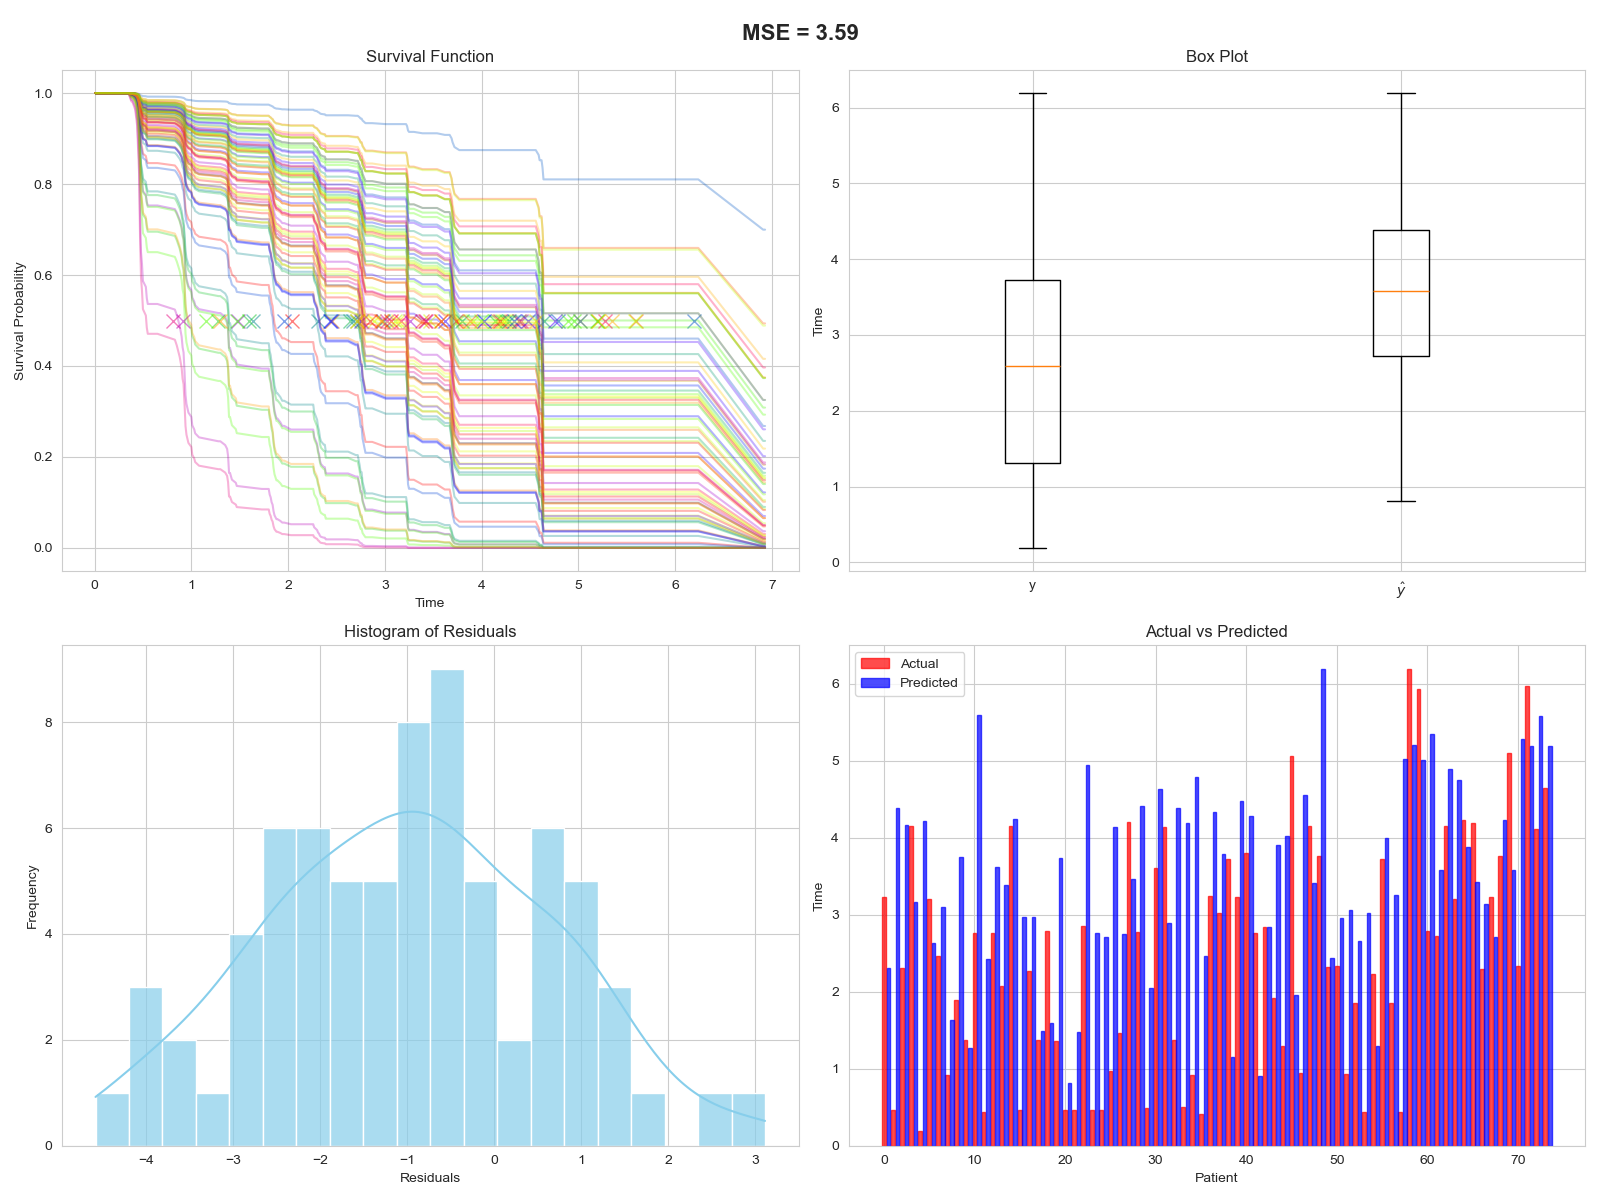 MSE = 3.59
Survival Function
Survival Probability
1.0
0.8
0.6
0.4
0.2
0.0
0 1 2 3 4 5 6 7
Time
Box Plot
Time
6
5
4
3
2
1
0
y ŷ
Histogram of Residuals
Frequency
8
6
4
2
0
−4 −3 −2 −1 0 1 2 3
Residuals
Actual vs Predicted
Actual
Predicted
Time
6
5
4
3
2
1
0
0 10 20 30 40 50 60 70
Patient